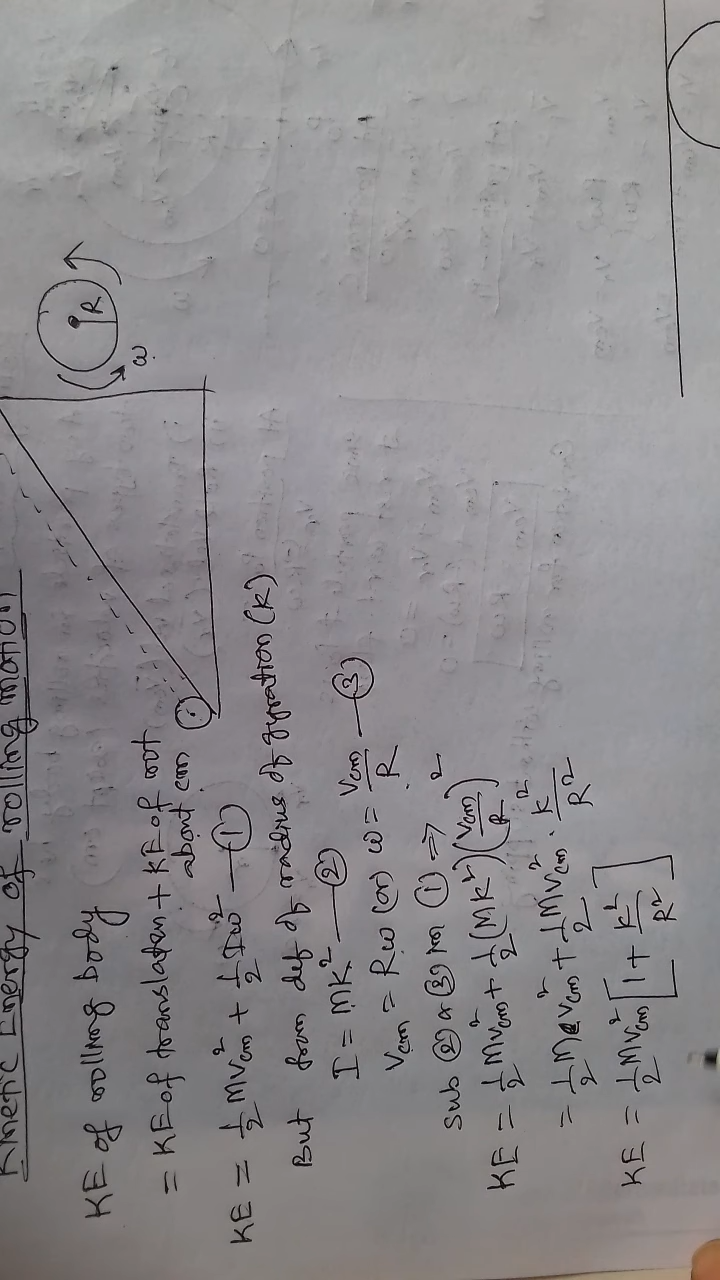 Kinetic Energy of rolling motion
KE of rolling body
= KE of translation + KE of rot
about cm
KE = 1/2 MV²cm + 1/2 Iω² — ①
But from def of radius of gyration (K)
I = MK² — ②
Vcm = Rω (or) ω = Vcm/R — ③
sub ② & ③ in ① ⇒
KE = 1/2 MV²cm + 1/2 (MK²)(Vcm/R)²
= 1/2 MV²cm + 1/2 MV²cm · K²/R²
KE = 1/2 MV²cm [1 + K²/R²]
R
ω